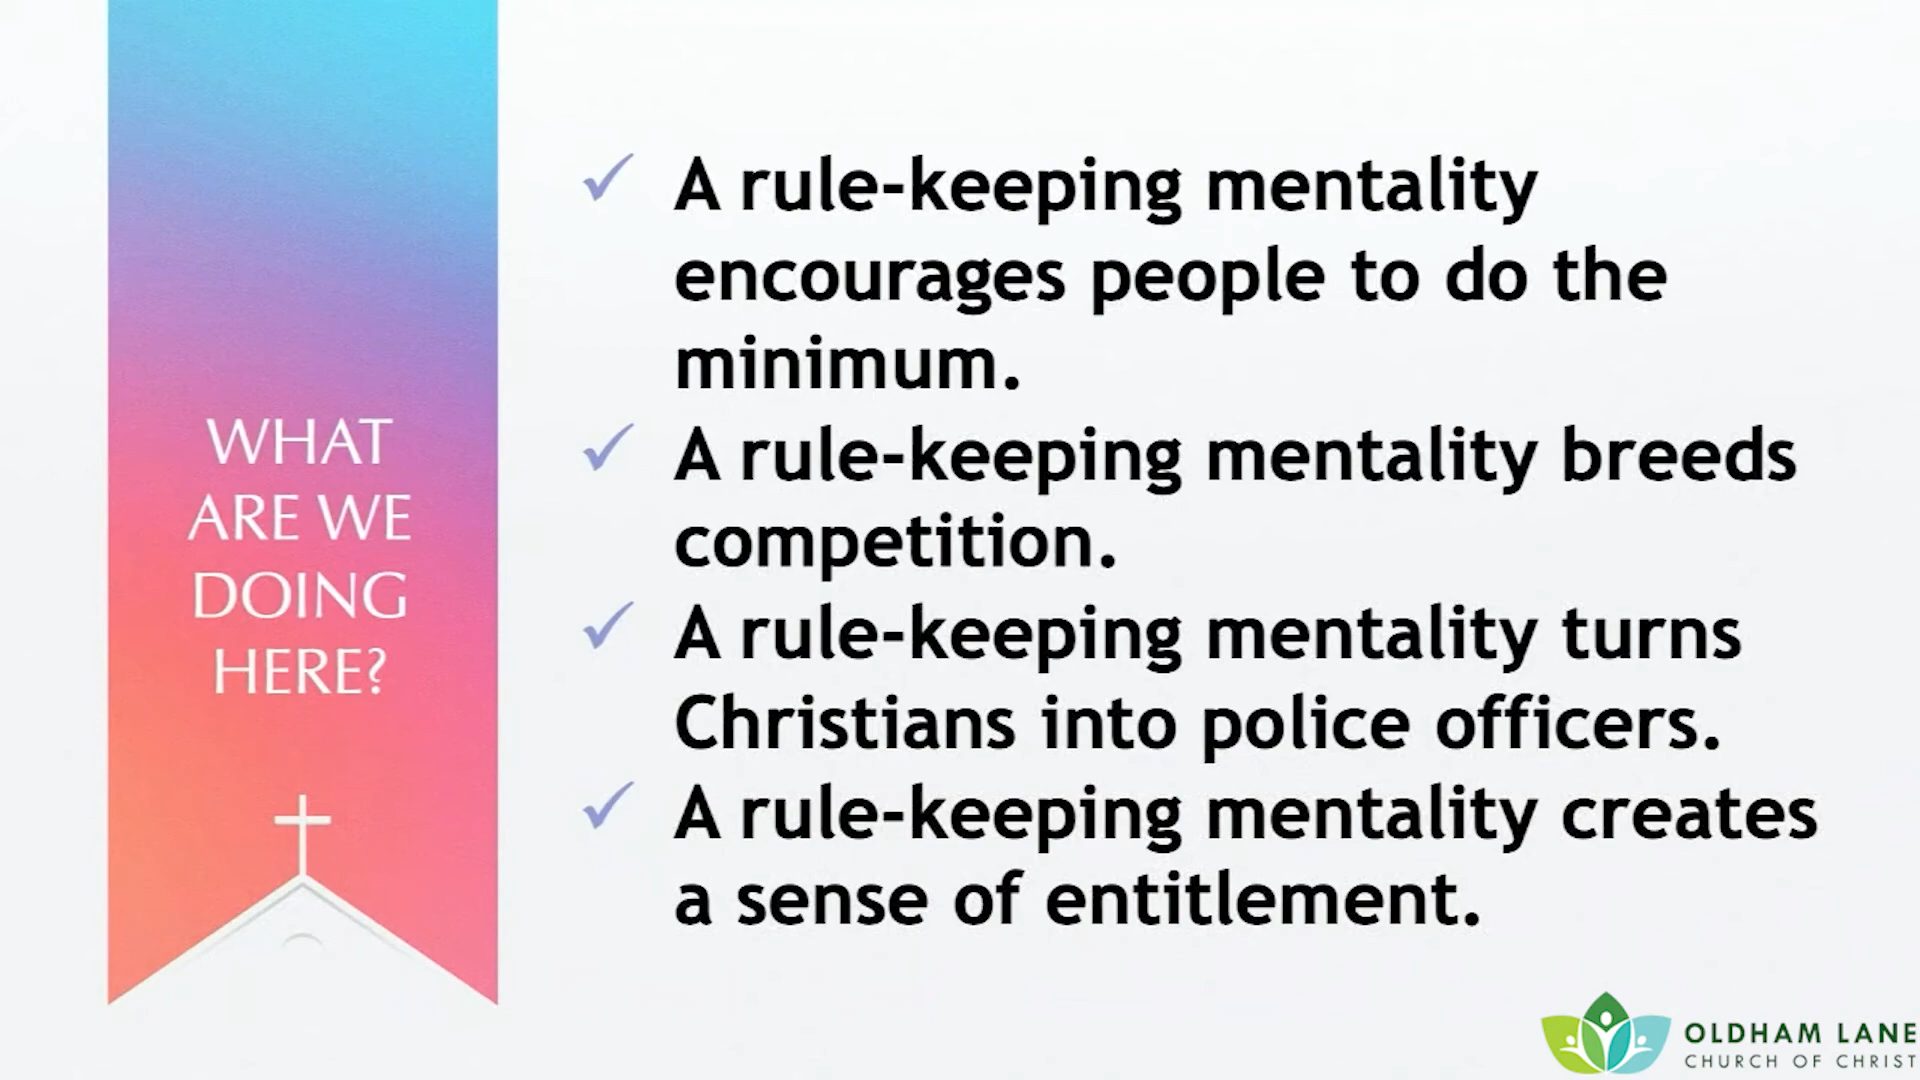 WHAT
ARE WE
DOING
HERE?
A rule-keeping mentality
encourages people to do the
minimum.
A rule-keeping mentality breeds
competition.
A rule-keeping mentality turns
Christians into police officers.
A rule-keeping mentality creates
a sense of entitlement.
OLDHAM LANE
CHURCH OF CHRIST